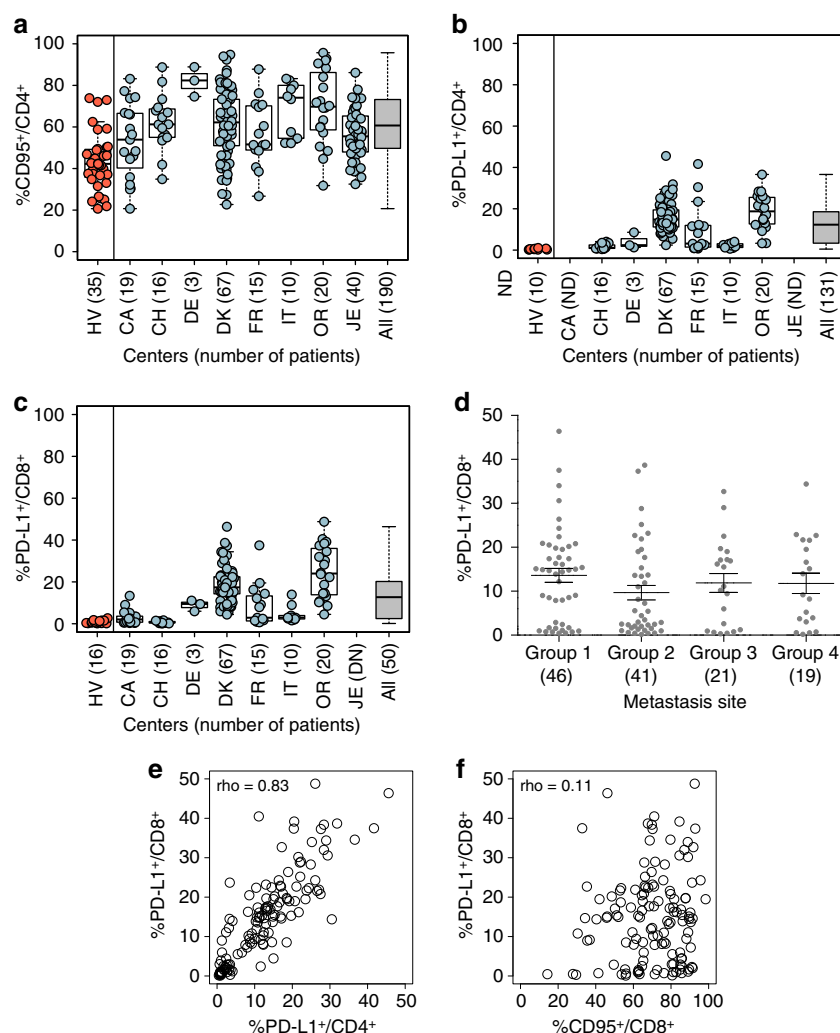 a
%CD95+/CD4+
100
80
60
40
20
0
HV (35)
CA (19)
CH (16)
DE (3)
DK (67)
FR (15)
IT (10)
OR (20)
JE (40)
All (190)
Centers (number of patients)
b
%PD-L1+/CD4+
100
80
60
40
20
0
ND
HV (10)
CA (ND)
CH (16)
DE (3)
DK (67)
FR (15)
IT (10)
OR (20)
JE (ND)
All (131)
Centers (number of patients)
c
%PD-L1+/CD8+
100
80
60
40
20
0
HV (16)
CA (19)
CH (16)
DE (3)
DK (67)
FR (15)
IT (10)
OR (20)
JE (DN)
All (50)
Centers (number of patients)
d
%PD-L1+/CD8+
50
40
30
20
10
0
Group 1 Group 2 Group 3 Group 4
(46) (41) (21) (19)
Metastasis site
e
rho = 0.83
%PD-L1+/CD8+
50
40
30
20
10
0
0 10 20 30 40 50
%PD-L1+/CD4+
f
rho = 0.11
%PD-L1+/CD8+
50
40
30
20
10
0
0 20 40 60 80 100
%CD95+/CD8+